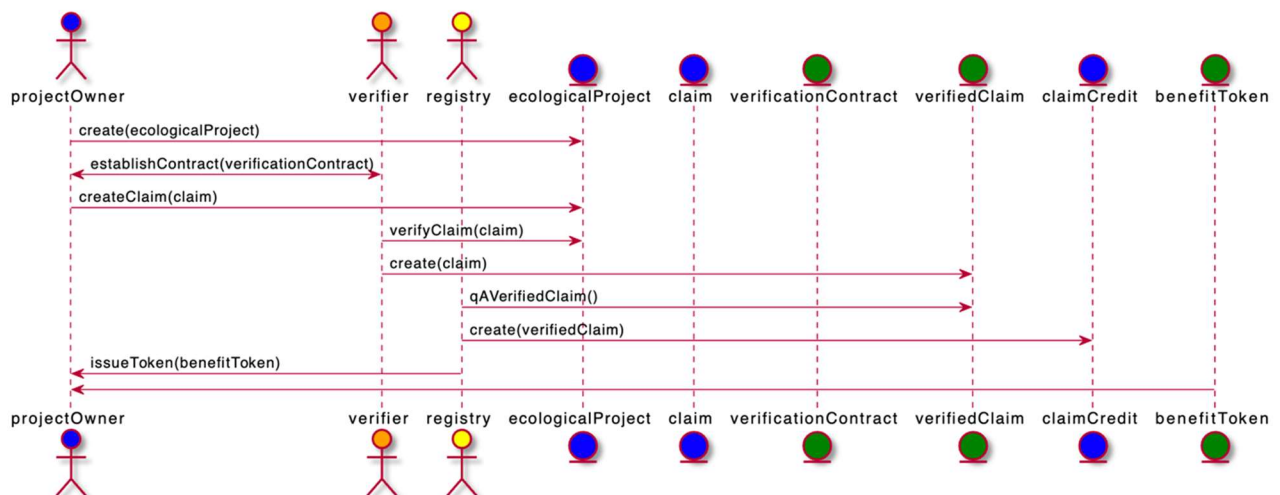 projectOwner verifier registry ecologicalProject claim verificationContract verifiedClaim claimCredit benefitToken
create(ecologicalProject)
establishContract(verificationContract)
createClaim(claim)
verifyClaim(claim)
create(claim)
qAVerifiedClaim()
create(verifiedClaim)
issueToken(benefitToken)
projectOwner verifier registry ecologicalProject claim verificationContract verifiedClaim claimCredit benefitToken